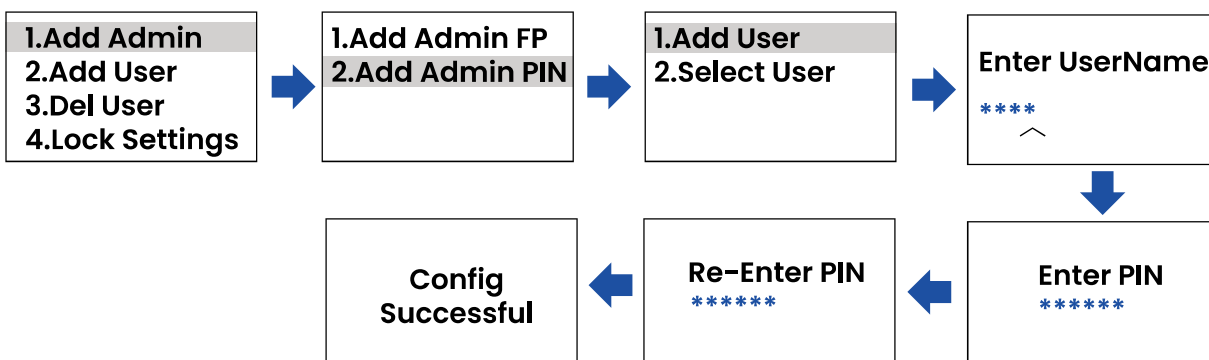 1.Add Admin
2.Add User
3.Del User
4.Lock Settings
1.Add Admin FP
2.Add Admin PIN
1.Add User
2.Select User
Enter UserName
****
Enter PIN
******
Re-Enter PIN
******
Config
Successful